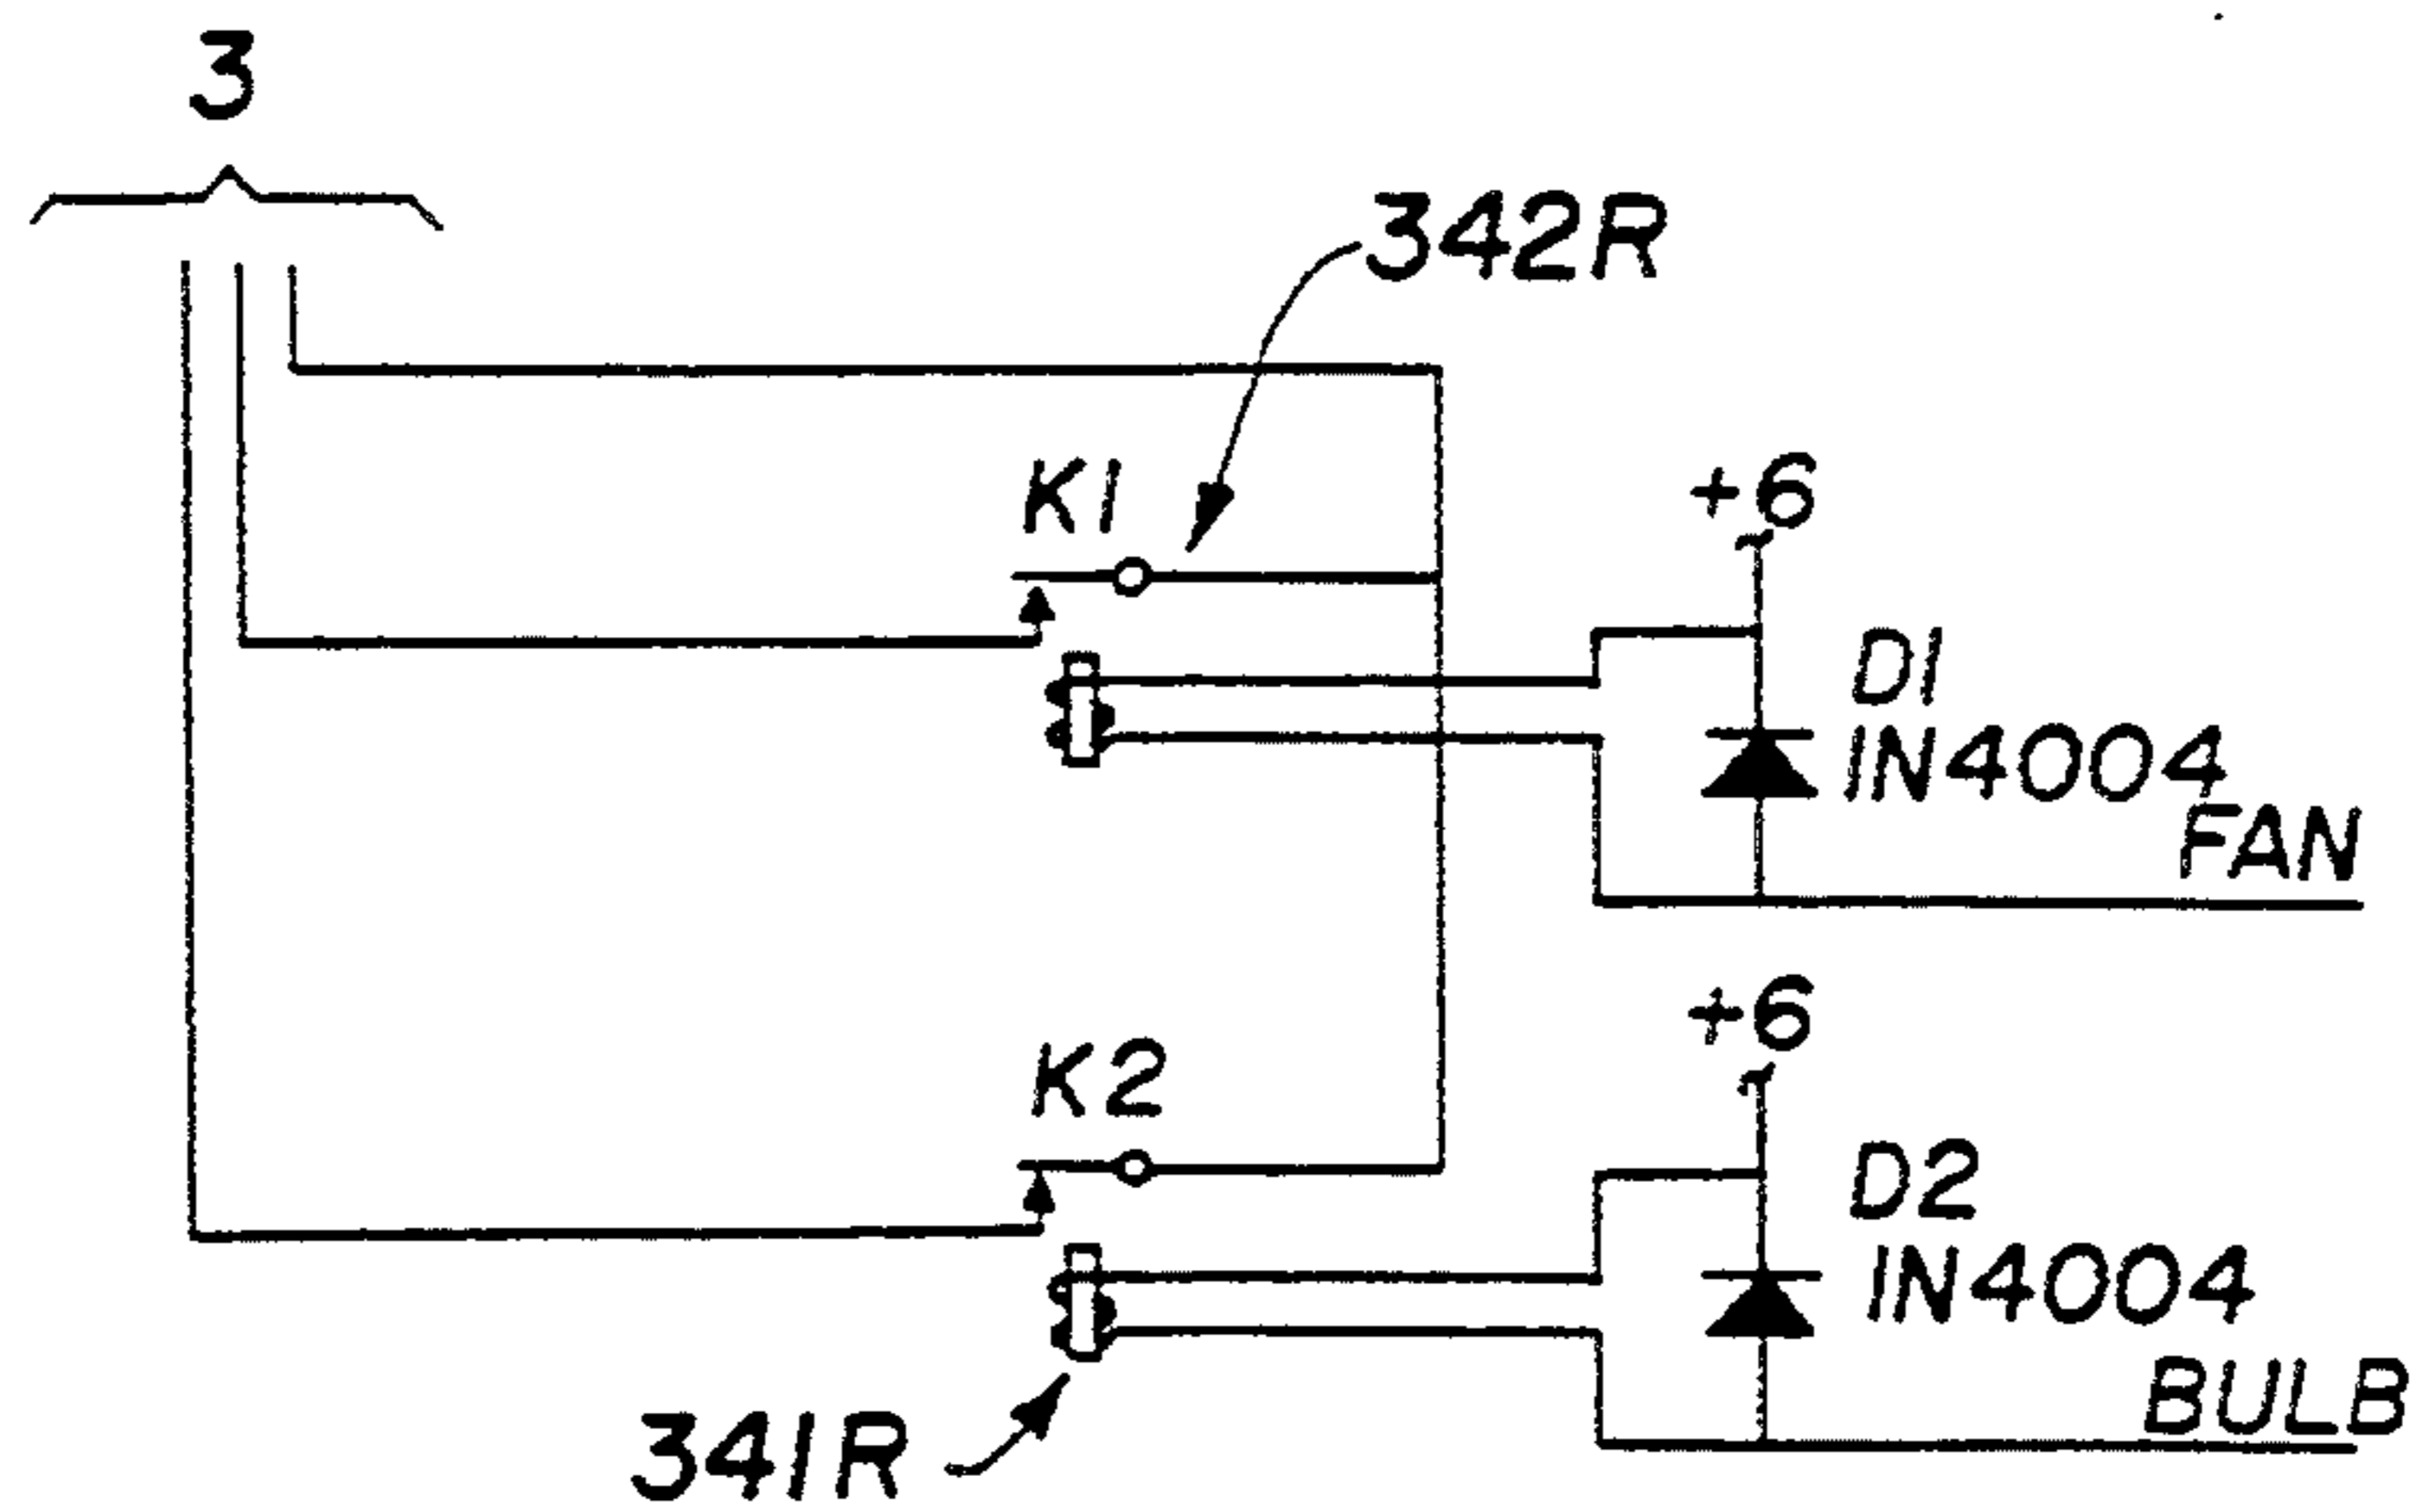 3
342R
K1
+6
D1
IN4004
FAN
+6
K2
D2
IN4004
BULB
341R